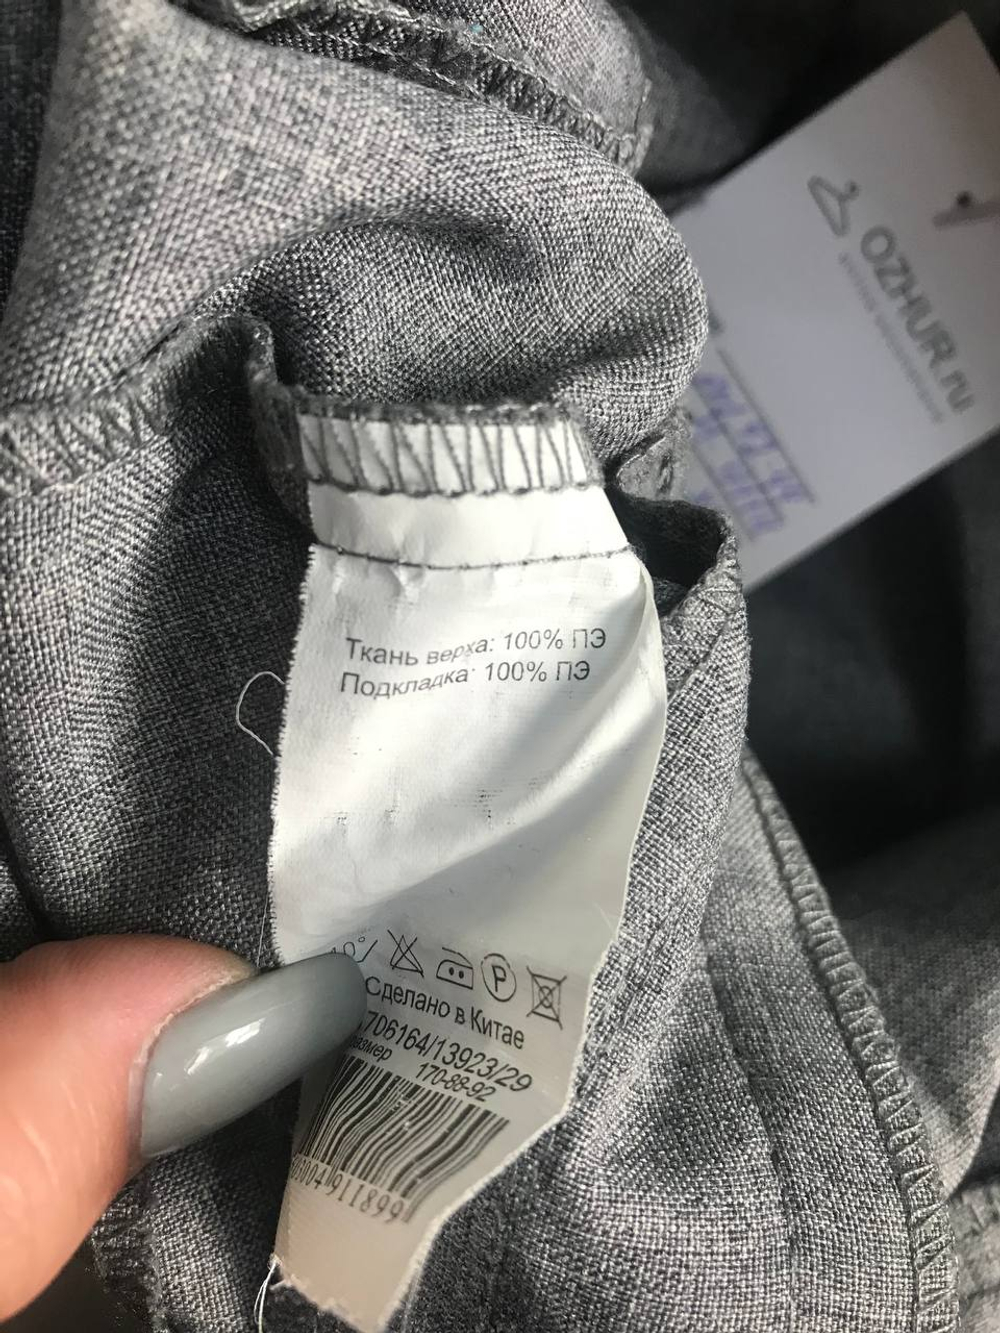 OZHUR.ru
Ткань верха: 100% ПЭ
Подкладка: 100% ПЭ
P
Сделано в Китае
706164/13923/29
170-88-92